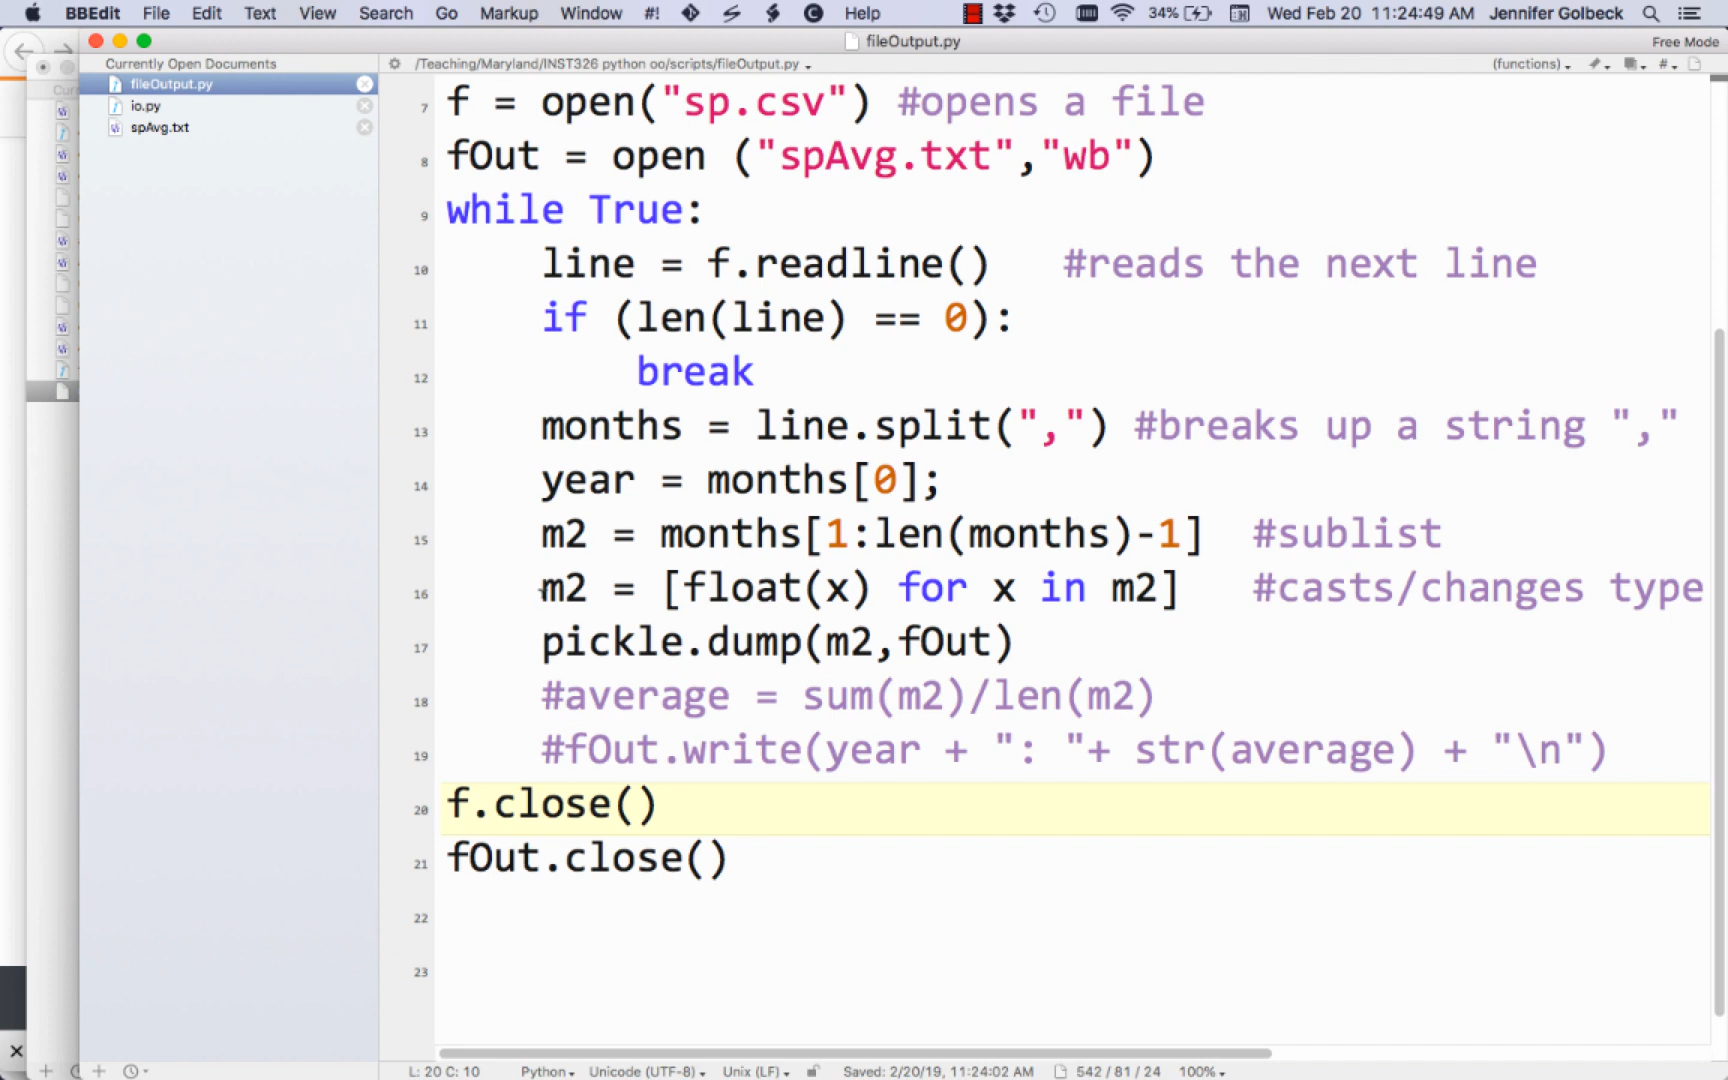 BBEdit File Edit Text View Search Go Markup Window #! Help 34% Wed Feb 20 11:24:49 AM Jennifer Golbeck
fileOutput.py Free Mode
Currently Open Documents /Teaching/Maryland/INST326 python oo/scripts/fileOutput.py (functions) #
fileOutput.py
io.py
spAvg.txt
7 f = open("sp.csv") #opens a file
8 fOut = open ("spAvg.txt","wb")
9 while True:
10 line = f.readline() #reads the next line
11 if (len(line) == 0):
12 break
13 months = line.split(",") #breaks up a string ","
14 year = months[0];
15 m2 = months[1:len(months)-1] #sublist
16 m2 = [float(x) for x in m2] #casts/changes type
17 pickle.dump(m2,fOut)
18 #average = sum(m2)/len(m2)
19 #fOut.write(year + ": "+ str(average) + "\n")
20 f.close()
21 fOut.close()
22
23
L: 20 C: 10 Python Unicode (UTF-8) Unix (LF) Saved: 2/20/19, 11:24:02 AM 542 / 81 / 24 100%